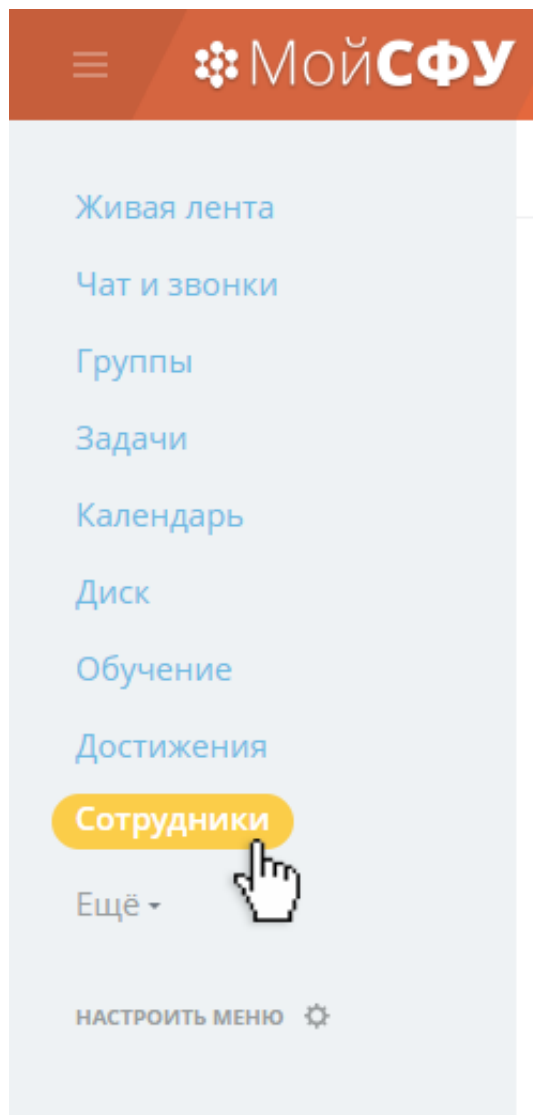 МойСФУ
Живая лента
Чат и звонки
Группы
Задачи
Календарь
Диск
Обучение
Достижения
Сотрудники
Ещё
НАСТРОИТЬ МЕНЮ